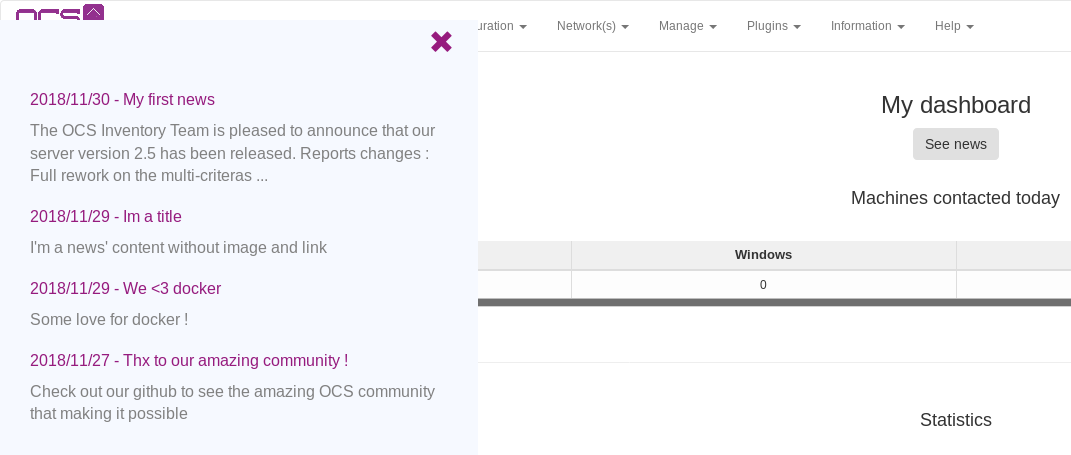 OCS
uration Network(s) Manage Plugins Information Help
2018/11/30 - My first news
The OCS Inventory Team is pleased to announce that our
server version 2.5 has been released. Reports changes :
Full rework on the multi-criteras ...
2018/11/29 - Im a title
I'm a news' content without image and link
2018/11/29 - We <3 docker
Some love for docker !
2018/11/27 - Thx to our amazing community !
Check out our github to see the amazing OCS community
that making it possible
My dashboard
See news
Machines contacted today
Windows
0
Statistics